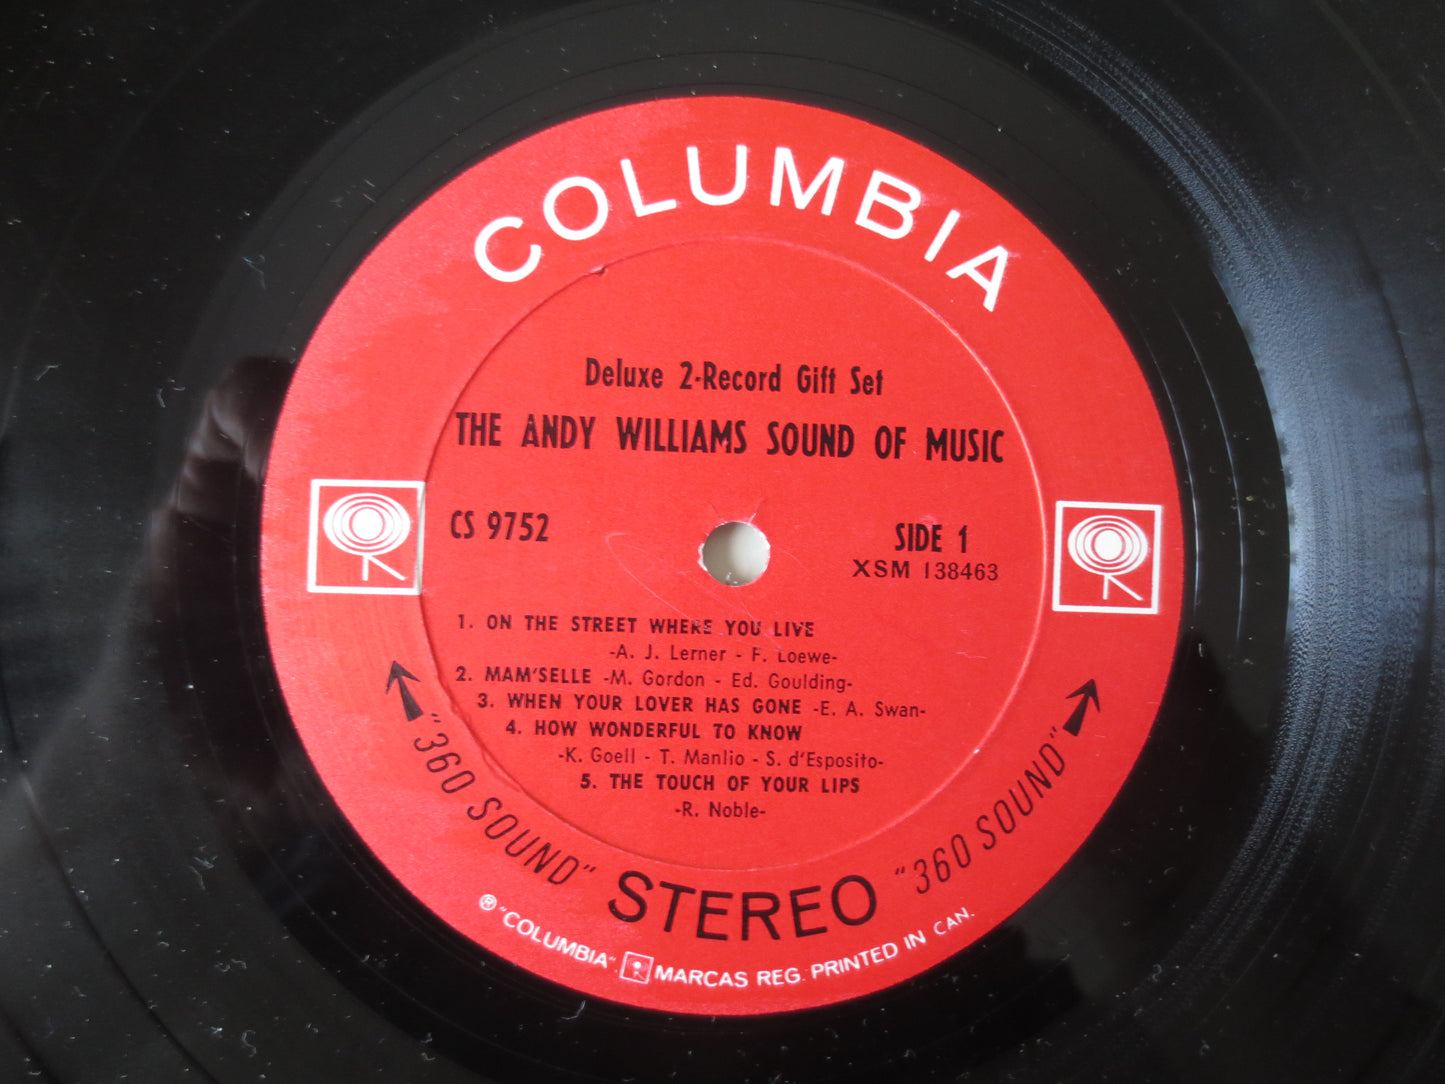 COLUMBIA
Deluxe 2-Record Gift Set
THE ANDY WILLIAMS SOUND OF MUSIC
CS 9752
SIDE 1
XSM 138463
1. ON THE STREET WHERE YOU LIVE
-A. J. Lerner - F. Loewe-
2. MAM'SELLE -M. Gordon - Ed. Goulding-
3. WHEN YOUR LOVER HAS GONE -E. A. Swan-
4. HOW WONDERFUL TO KNOW
-K. Goell - T. Manlio - S. d'Esposito-
5. THE TOUCH OF YOUR LIPS
-R. Noble-
"360 SOUND" STEREO "360 SOUND"
® "COLUMBIA", MARCAS REG. PRINTED IN CAN.